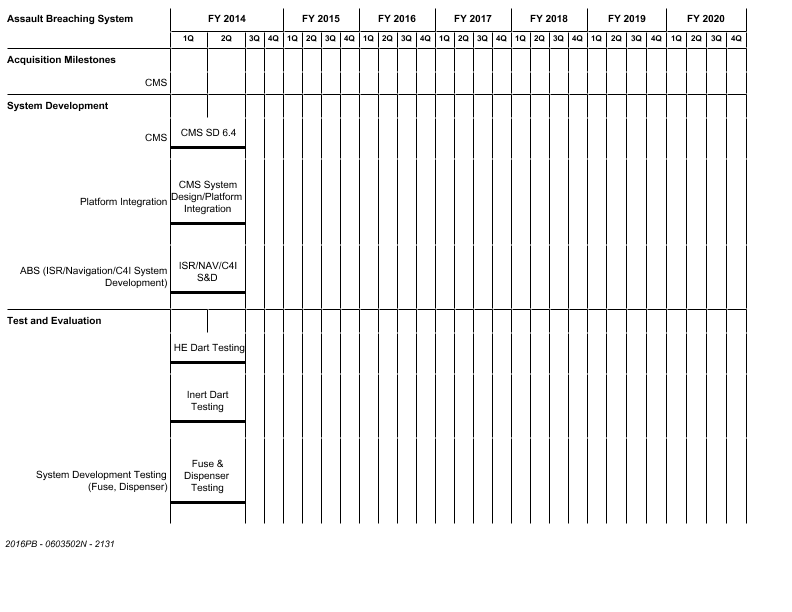 Assault Breaching System FY 2014 FY 2015 FY 2016 FY 2017 FY 2018 FY 2019 FY 2020
1Q 2Q 3Q 4Q 1Q 2Q 3Q 4Q 1Q 2Q 3Q 4Q 1Q 2Q 3Q 4Q 1Q 2Q 3Q 4Q 1Q 2Q 3Q 4Q 1Q 2Q 3Q 4Q
Acquisition Milestones
CMS
System Development
CMS SD 6.4
CMS
CMS System
Design/Platform
Integration
Platform Integration
ISR/NAV/C4I
S&D
ABS (ISR/Navigation/C4I System
Development)
Test and Evaluation
HE Dart Testing
Inert Dart
Testing
Fuse &
Dispenser
Testing
System Development Testing
(Fuse, Dispenser)
2016PB - 0603502N - 2131